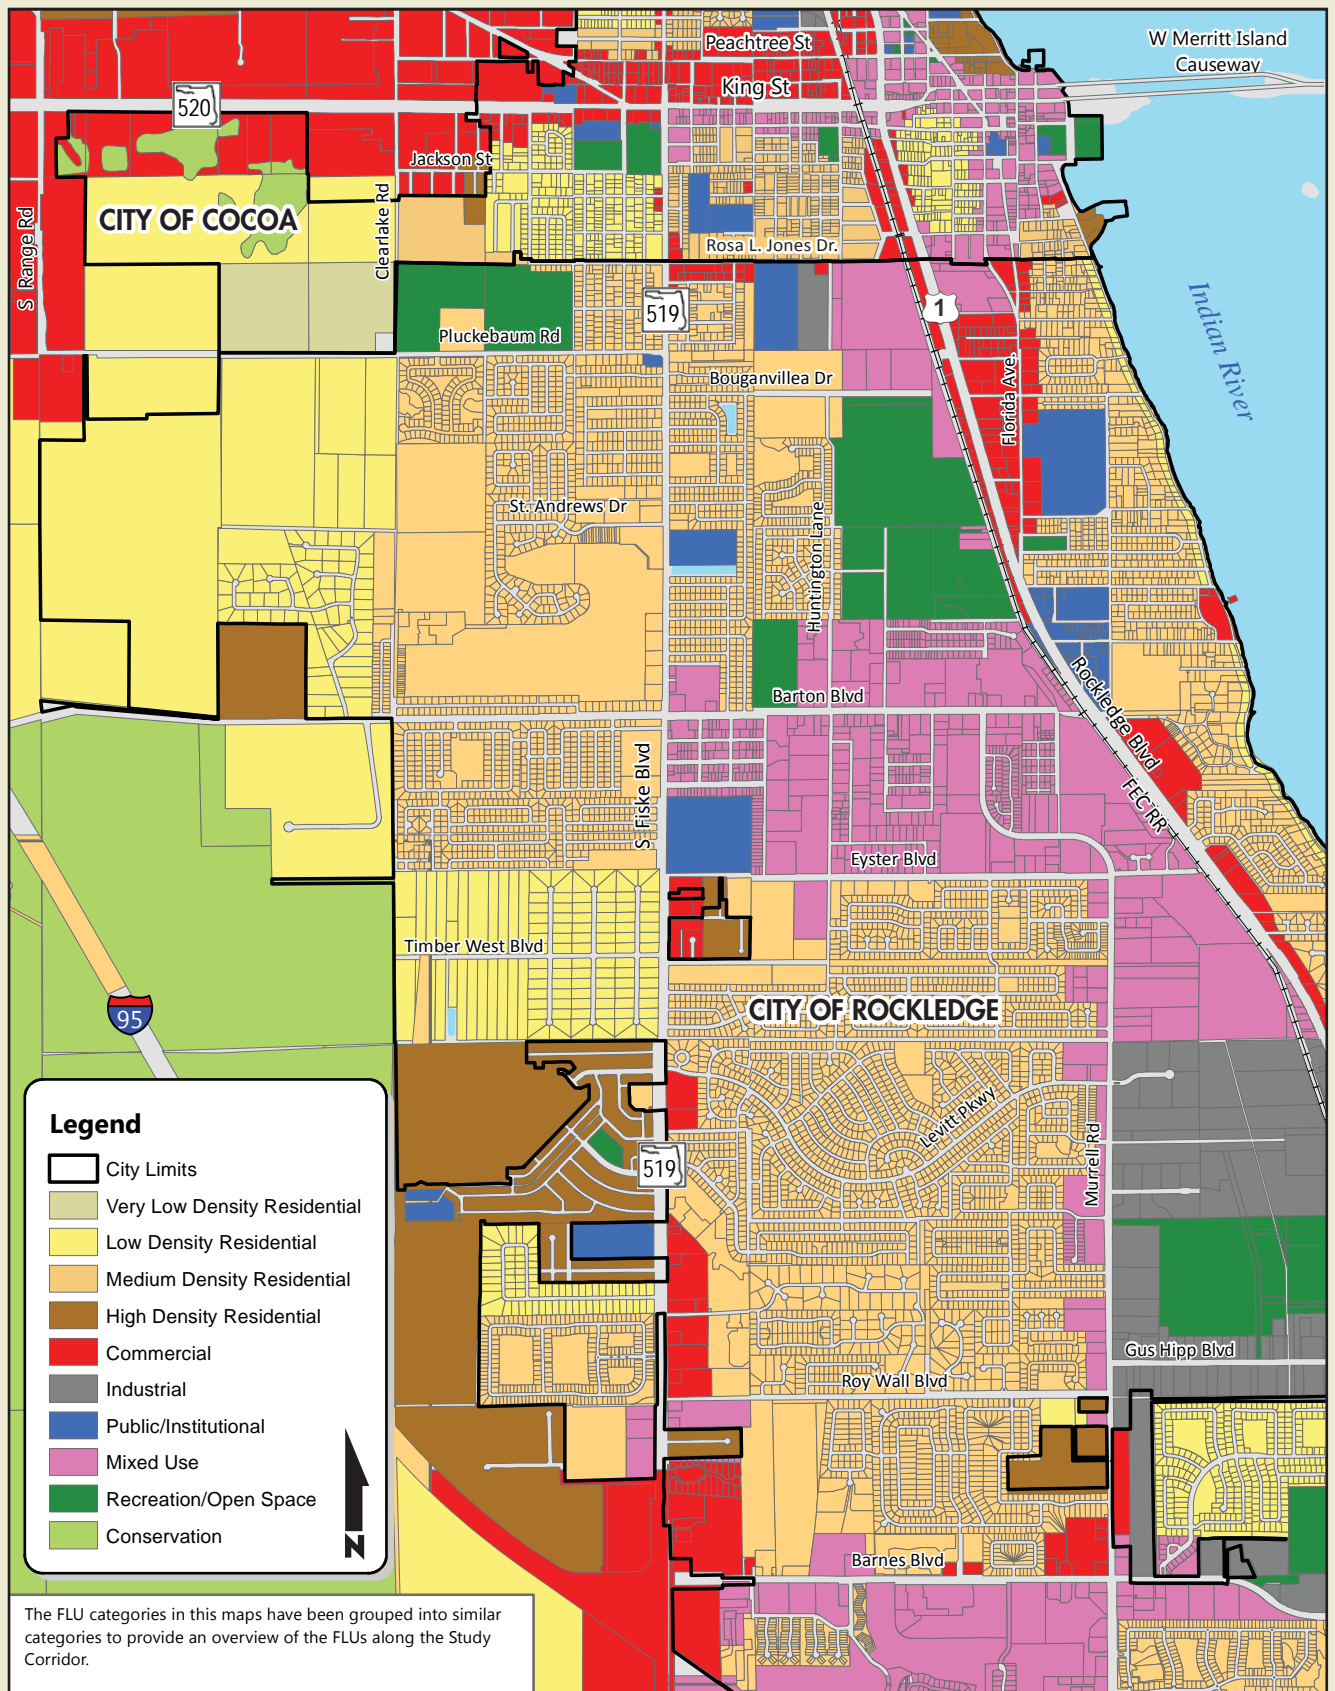 Peachtree St
W Merritt Island
Causeway
King St
520
Jackson St
CITY OF COCOA
Clearlake Rd
S Range Rd
Rosa L. Jones Dr.
519
1
Indian River
Pluckebaum Rd
Bouganvillea Dr
Florida Ave.
St. Andrews Dr
Huntington Lane
Barton Blvd
Rockledge Blvd
FEC RR
S Fiske Blvd
Eyster Blvd
Timber West Blvd
CITY OF ROCKLEDGE
95
Levitt Pkwy
Murrell Rd
519
Gus Hipp Blvd
Roy Wall Blvd
Barnes Blvd
Legend
City Limits
Very Low Density Residential
Low Density Residential
Medium Density Residential
High Density Residential
Commercial
Industrial
Public/Institutional
Mixed Use
Recreation/Open Space
Conservation
N
The FLU categories in this maps have been grouped into similar
categories to provide an overview of the FLUs along the Study
Corridor.